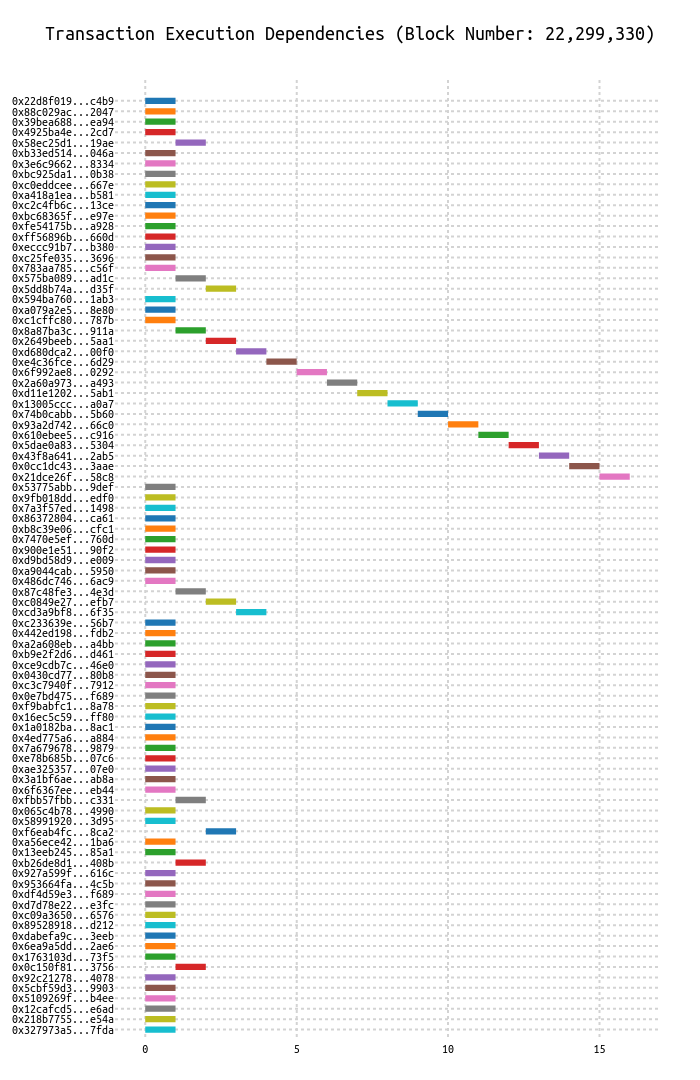 Transaction Execution Dependencies (Block Number: 22,299,330)
0x22d8f019...c4b9
0x88c029ac...2047
0x39bea688...ea94
0x4925ba4e...2cd7
0x58ec25d1...19ae
0xb33ed514...046a
0x3e6c9662...8334
0xbc925da1...0b38
0xc0eddcee...667e
0xa418a1ea...b581
0xc2c4fb6c...13ce
0xbc68365f...e97e
0xfe54175b...a928
0xff56896b...660d
0xeccc91b7...b380
0xc25fe035...3696
0x783aa785...c56f
0x575ba089...ad1c
0x5dd8b74a...d35f
0x594ba760...1ab3
0xa079a2e5...8e80
0xc1cffc80...787b
0x8a87ba3c...911a
0x2649beeb...5aa1
0xd680dca2...00f0
0xe4c36fce...6d29
0x6f992ae8...0292
0x2a60a973...a493
0xd11e1202...5ab1
0x13005ccc...a0a7
0x74b0cabb...5b60
0x93a2d742...66c0
0x610ebee5...c916
0x5dae0a83...5304
0x43f8a641...2ab5
0x0cc1dc43...3aae
0x21dce26f...58c8
0x53775abb...9def
0x9fb018dd...edf0
0x7a3f57ed...1498
0x86372804...ca61
0xb8c39e06...cfc1
0x7470e5ef...760d
0x900e1e51...90f2
0xd9bd58d9...e009
0xa9044cab...5950
0x486dc746...6ac9
0x87c48fe3...4e3d
0xc0849e27...efb7
0xcd3a9bf8...6f35
0xc233639e...56b7
0x442ed198...fdb2
0xa2a608eb...a4bb
0xb9e2f2d6...d461
0xce9cdb7c...46e0
0x0430cd77...80b8
0xc3c7940f...7912
0x0e7bd475...f689
0xf9babfc1...8a78
0x16ec5c59...ff80
0x1a0182ba...8ac1
0x4ed775a6...a884
0x7a679678...9879
0xe78b685b...07c6
0xae325357...07e0
0x3a1bf6ae...ab8a
0x6f6367ee...eb44
0xfbb57fbb...c331
0x065c4b78...4990
0x58991920...3d95
0xf6eab4fc...8ca2
0xa56ece42...1ba6
0x13eeb245...85a1
0xb26de8d1...408b
0x927a599f...616c
0x953664fa...4c5b
0xdf4d59e3...f689
0xd7d78e22...e3fc
0xc09a3650...6576
0x89528918...d212
0xdabefa9c...3eeb
0x6ea9a5dd...2ae6
0x1763103d...73f5
0x0c150f81...3756
0x92c21278...4078
0x5cbf59d3...9903
0x5109269f...b4ee
0x12cafcd5...e6ad
0x218b7755...e54a
0x327973a5...7fda
0 5 10 15